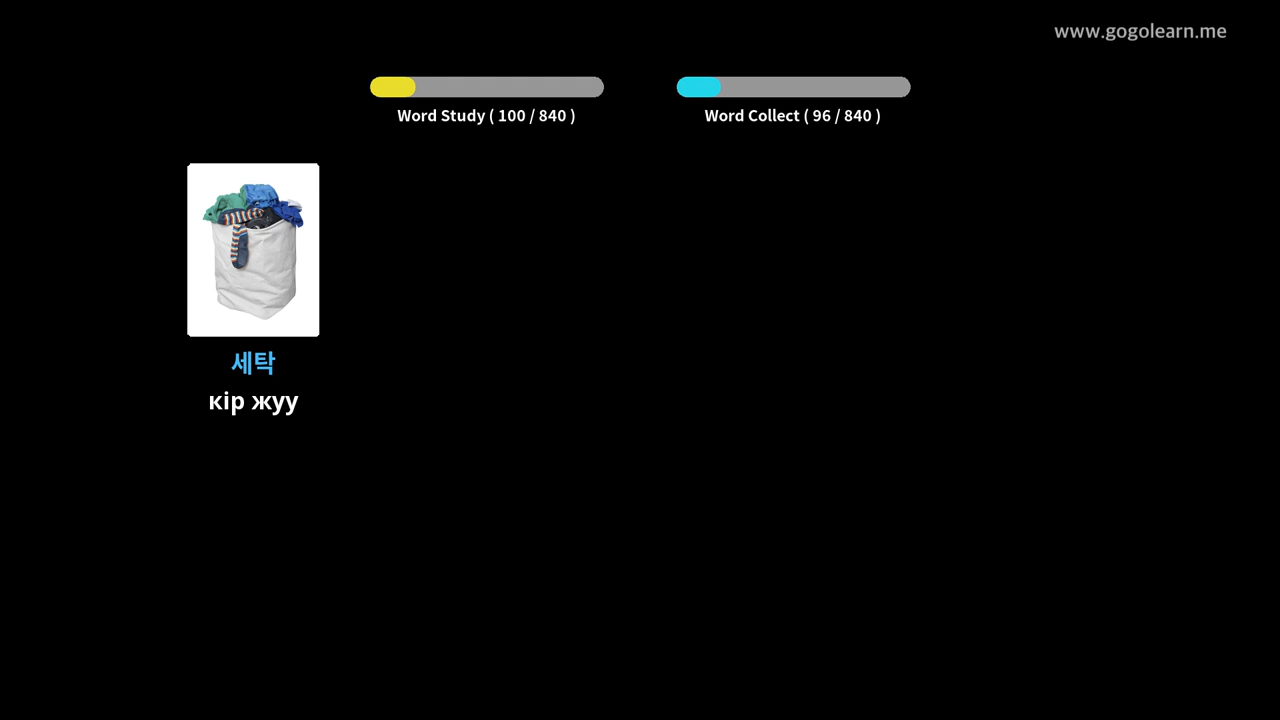 www.gogolearn.me
Word Study ( 100 / 840 )
Word Collect ( 96 / 840 )
세탁
кір жуу